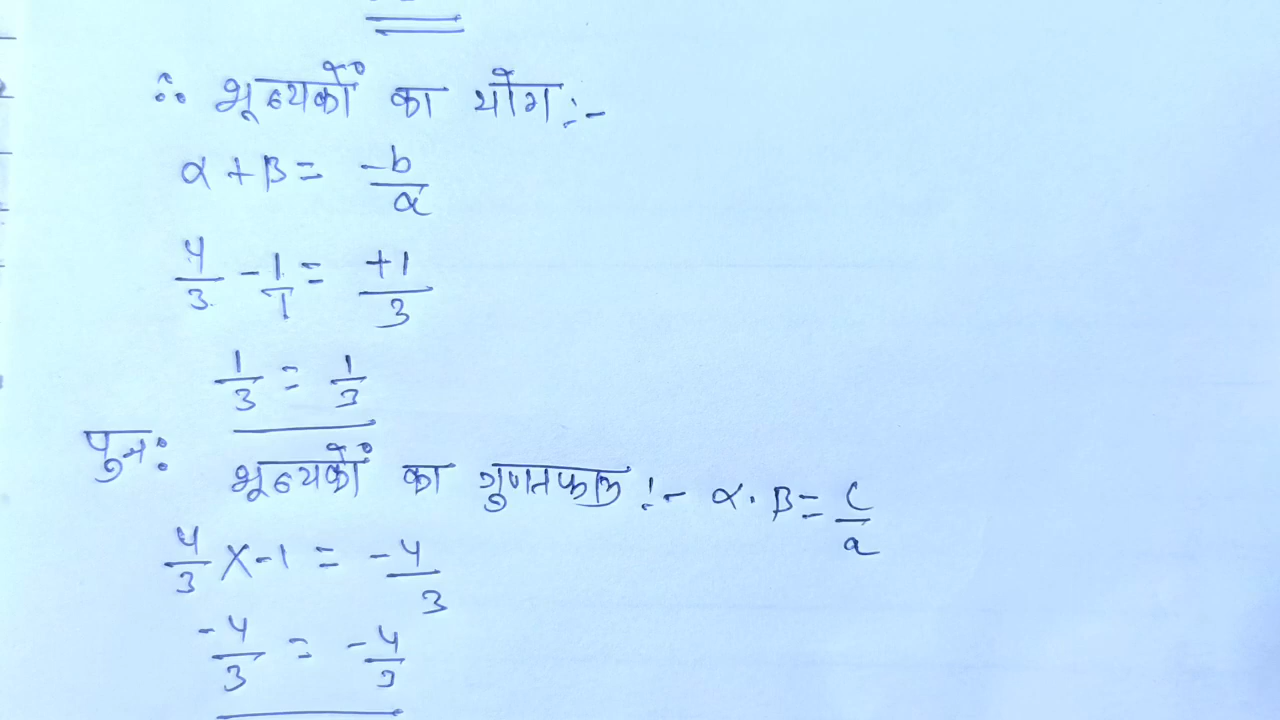 ∴ शून्यकों का योग :-
α + β = -b/a
4/3 - 1/1 = +1/3
1/3 = 1/3
पुनः
शून्यकों का गुणनफल :- α · β = c/a
4/3 × -1 = -4/3
-4/3 = -4/3